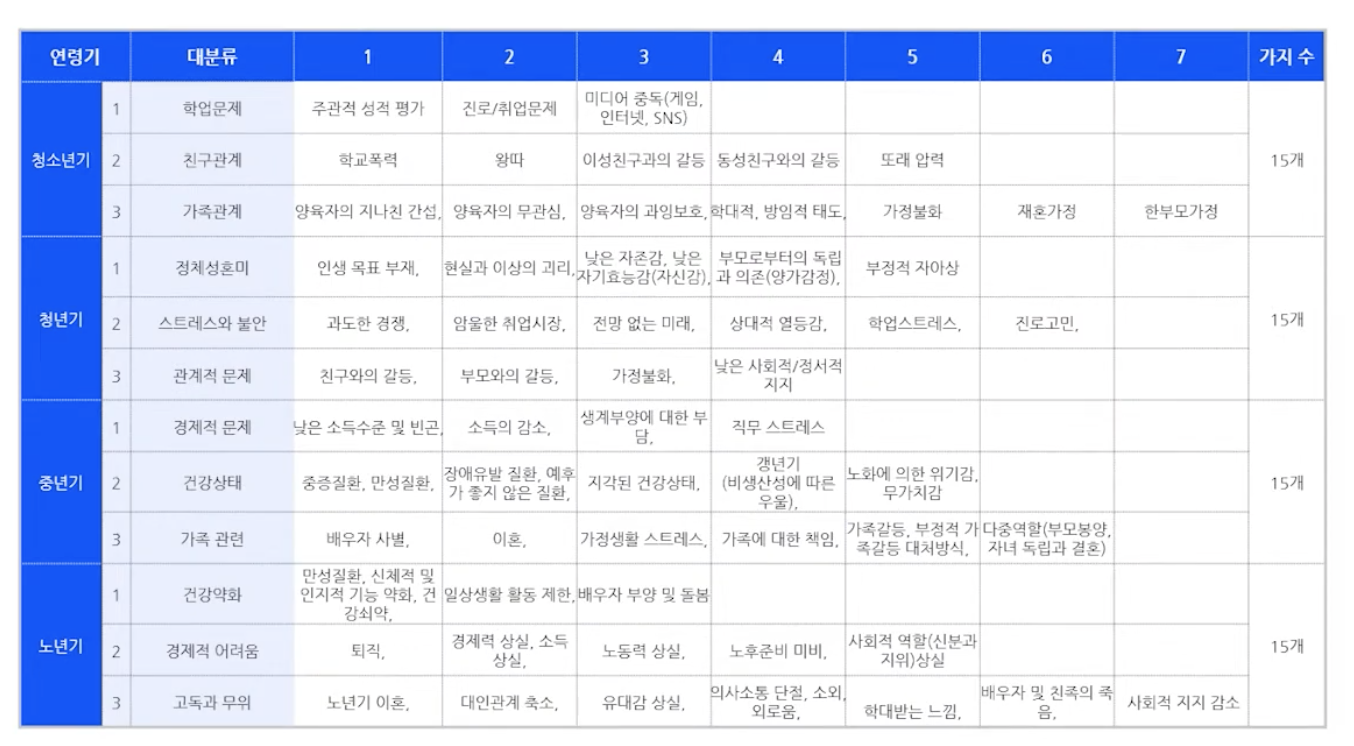 연령기 대분류 1 2 3 4 5 6 7 가지 수
청소년기
1 학업문제 주관적 성적 평가 진로/취업문제 미디어 중독(게임,
인터넷, SNS)
2 친구관계 학교폭력 왕따 이성친구과의 갈등 동성친구와의 갈등 또래 압력 15개
3 가족관계 양육자의 지나친 간섭, 양육자의 무관심, 양육자의 과잉보호, 학대적, 방임적 태도, 가정불화 재혼가정 한부모가정
청년기
1 정체성혼미 인생 목표 부재, 현실과 이상의 괴리, 낮은 자존감, 낮은
자기효능감(자신감), 부모로부터의 독립
과 의존(양가감정), 부정적 자아상
2 스트레스와 불안 과도한 경쟁, 암울한 취업시장, 전망 없는 미래, 상대적 열등감, 학업스트레스, 진로고민, 15개
3 관계적 문제 친구와의 갈등, 부모와의 갈등, 가정불화, 낮은 사회적/정서적
지지
중년기
1 경제적 문제 낮은 소득수준 및 빈곤, 소득의 감소, 생계부양에 대한 부
담, 직무 스트레스
2 건강상태 중증질환, 만성질환, 장애유발 질환, 예후
가 좋지 않은 질환, 지각된 건강상태, 갱년기
(비생산성에 따른
우울), 노화에 의한 위기감,
무가치감 15개
3 가족 관련 배우자 사별, 이혼, 가정생활 스트레스, 가족에 대한 책임, 가족갈등, 부정적 가
족갈등 대처방식, 다중역할(부모봉양,
자녀 독립과 결혼)
노년기
1 건강약화 만성질환, 신체적 및
인지적 기능 약화, 건
강쇠약, 일상생활 활동 제한, 배우자 부양 및 돌봄
2 경제적 어려움 퇴직, 경제력 상실, 소득
상실, 노동력 상실, 노후준비 미비, 사회적 역할(신분과
지위)상실 15개
3 고독과 무위 노년기 이혼, 대인관계 축소, 유대감 상실, 의사소통 단절, 소외,
외로움, 학대받는 느낌, 배우자 및 친족의 죽
음, 사회적 지지 감소